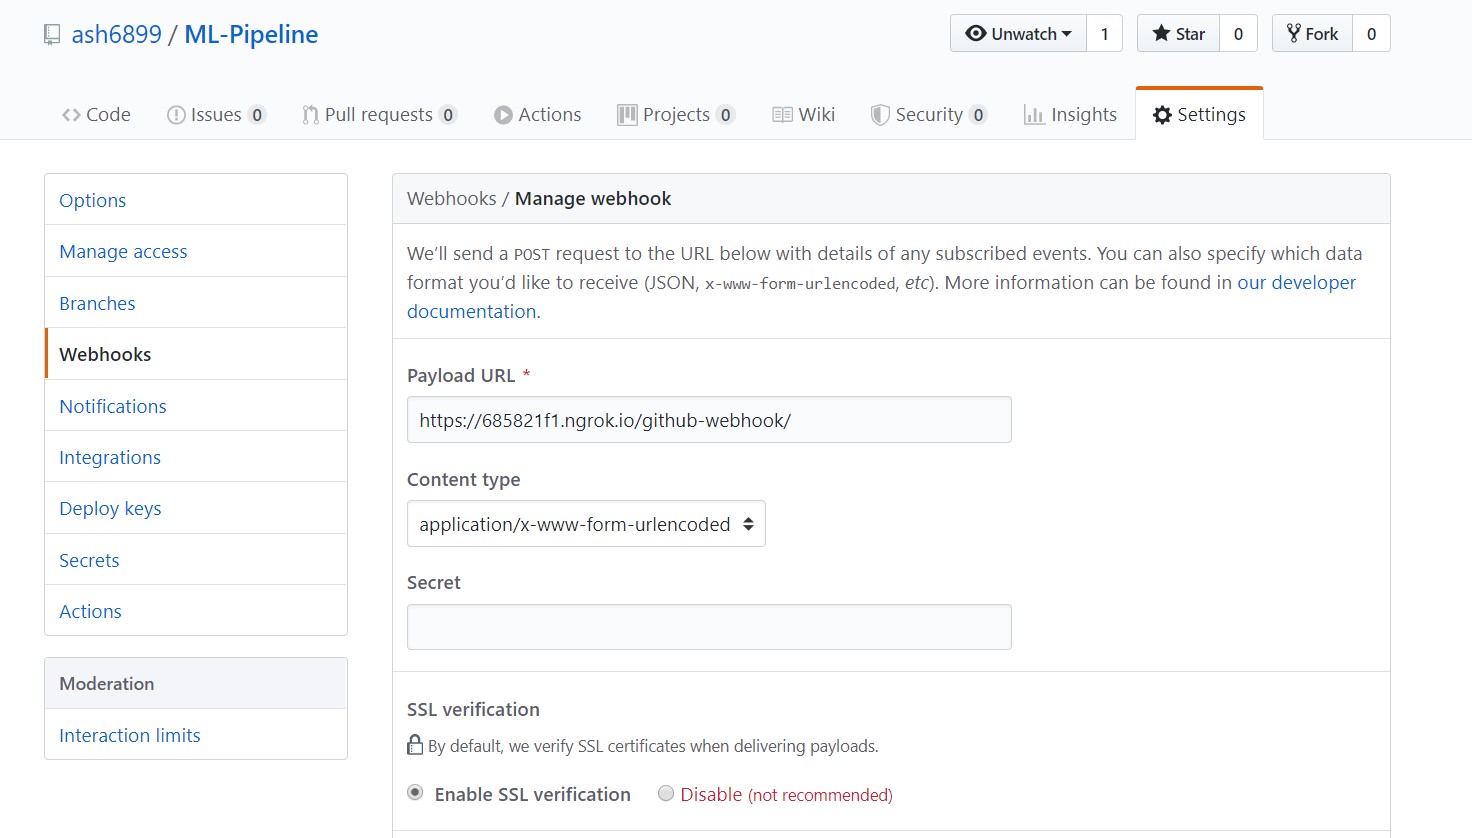 ash6899 / ML-Pipeline
Unwatch 1
Star 0
Fork 0
Code Issues 0 Pull requests 0 Actions Projects 0 Wiki Security 0 Insights Settings
Options
Manage access
Branches
Webhooks
Notifications
Integrations
Deploy keys
Secrets
Actions
Moderation
Interaction limits
Webhooks / Manage webhook
We’ll send a POST request to the URL below with details of any subscribed events. You can also specify which data
format you’d like to receive (JSON, x-www-form-urlencoded, etc). More information can be found in our developer
documentation.
Payload URL *
https://685821f1.ngrok.io/github-webhook/
Content type
application/x-www-form-urlencoded
Secret
SSL verification
By default, we verify SSL certificates when delivering payloads.
Enable SSL verification Disable (not recommended)